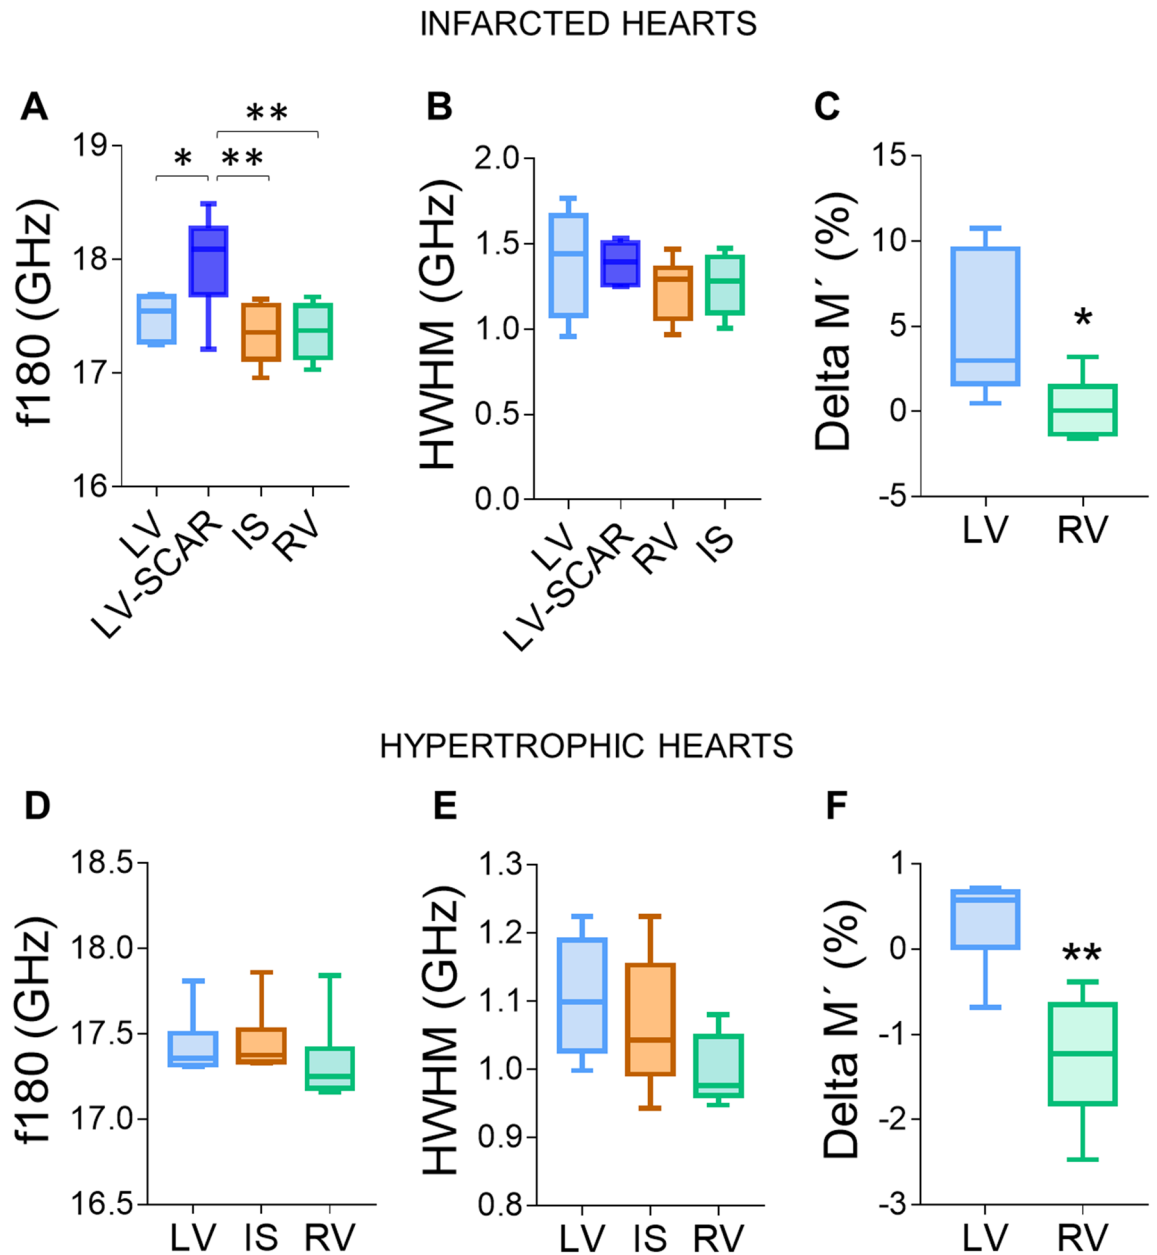 INFARCTED HEARTS
A
f180 (GHz)
19
18
17
16
*
**
**
LV
LV-SCAR
IS
RV
B
HWHM (GHz)
2.0
1.5
1.0
0.5
0.0
LV
LV-SCAR
RV
IS
C
Delta M´ (%)
15
10
5
0
-5
*
LV
RV
HYPERTROPHIC HEARTS
D
f180 (GHz)
18.5
18.0
17.5
17.0
16.5
LV
IS
RV
E
HWHM (GHz)
1.3
1.2
1.1
1.0
0.9
0.8
LV
IS
RV
F
Delta M´ (%)
1
0
-1
-2
-3
**
LV
RV